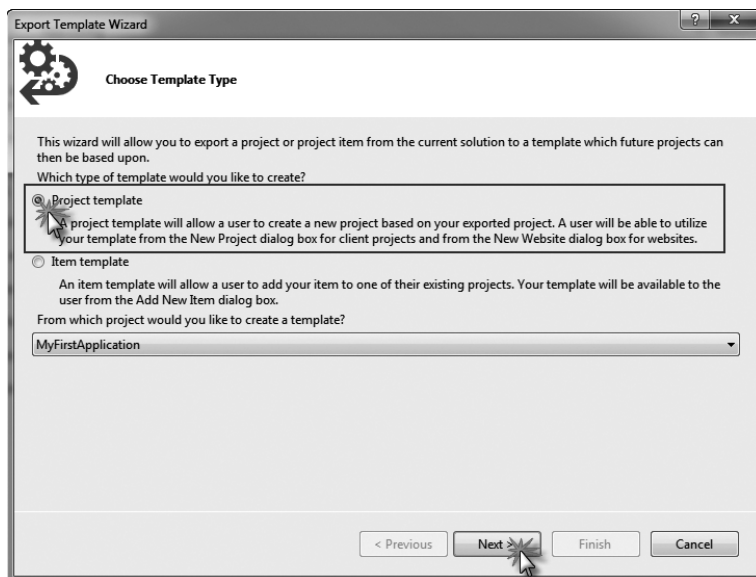 Export Template Wizard
?
X
Choose Template Type
This wizard will allow you to export a project or project item from the current solution to a template which future projects can
then be based upon.
Which type of template would you like to create?
Project template
A project template will allow a user to create a new project based on your exported project. A user will be able to utilize
your template from the New Project dialog box for client projects and from the New Website dialog box for websites.
Item template
An item template will allow a user to add your item to one of their existing projects. Your template will be available to the
user from the Add New Item dialog box.
From which project would you like to create a template?
MyFirstApplication
< Previous
Next >
Finish
Cancel